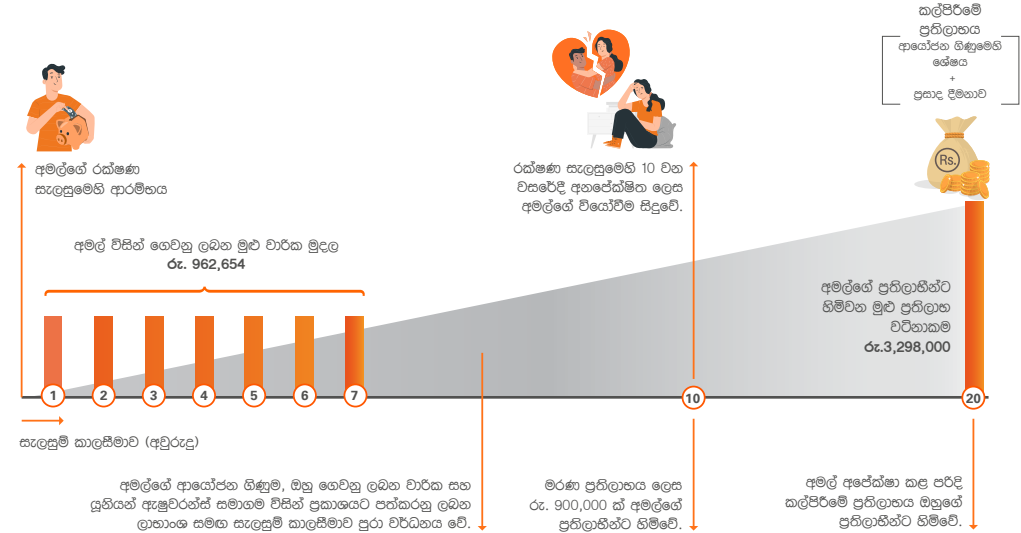 කල්පිරීමේ
ප්‍රතිලාභය
ආයෝජන ගිණුමෙහි
ශේෂය
+
ප්‍රසාද දීමනාව
Rs.
අමල්ගේ රක්ෂණ
සැලසුමෙහි ආරම්භය
රක්ෂණ සැලසුමෙහි 10 වන
වසරේදී අනපේක්ෂිත ලෙස
අමල්ගේ වියෝවීම සිදුවේ.
අමල් විසින් ගෙවනු ලබන මුළු වාරික මුදල
රු. 962,654
අමල්ගේ ප්‍රතිලාභීන්ට
හිමිවන මුළු ප්‍රතිලාභ
වටිනාකම
රු.3,298,000
1 2 3 4 5 6 7 10 20
සැලසුම් කාලසීමාව (අවුරුදු)
අමල්ගේ ආයෝජන ගිණුම, ඔහු ගෙවනු ලබන වාරික සහ
යූනියන් ඇෂුවරන්ස් සමාගම විසින් ප්‍රකාශයට පත්කරනු ලබන
ලාභාංශ සමඟ සැලසුම් කාලසීමාව පුරා වර්ධනය වේ.
මරණ ප්‍රතිලාභය ලෙස
රු. 900,000 ක් අමල්ගේ
ප්‍රතිලාභීන්ට හිමිවේ.
අමල් අපේක්ෂා කළ පරිදි
කල්පිරීමේ ප්‍රතිලාභය ඔහුගේ
ප්‍රතිලාභීන්ට හිමිවේ.